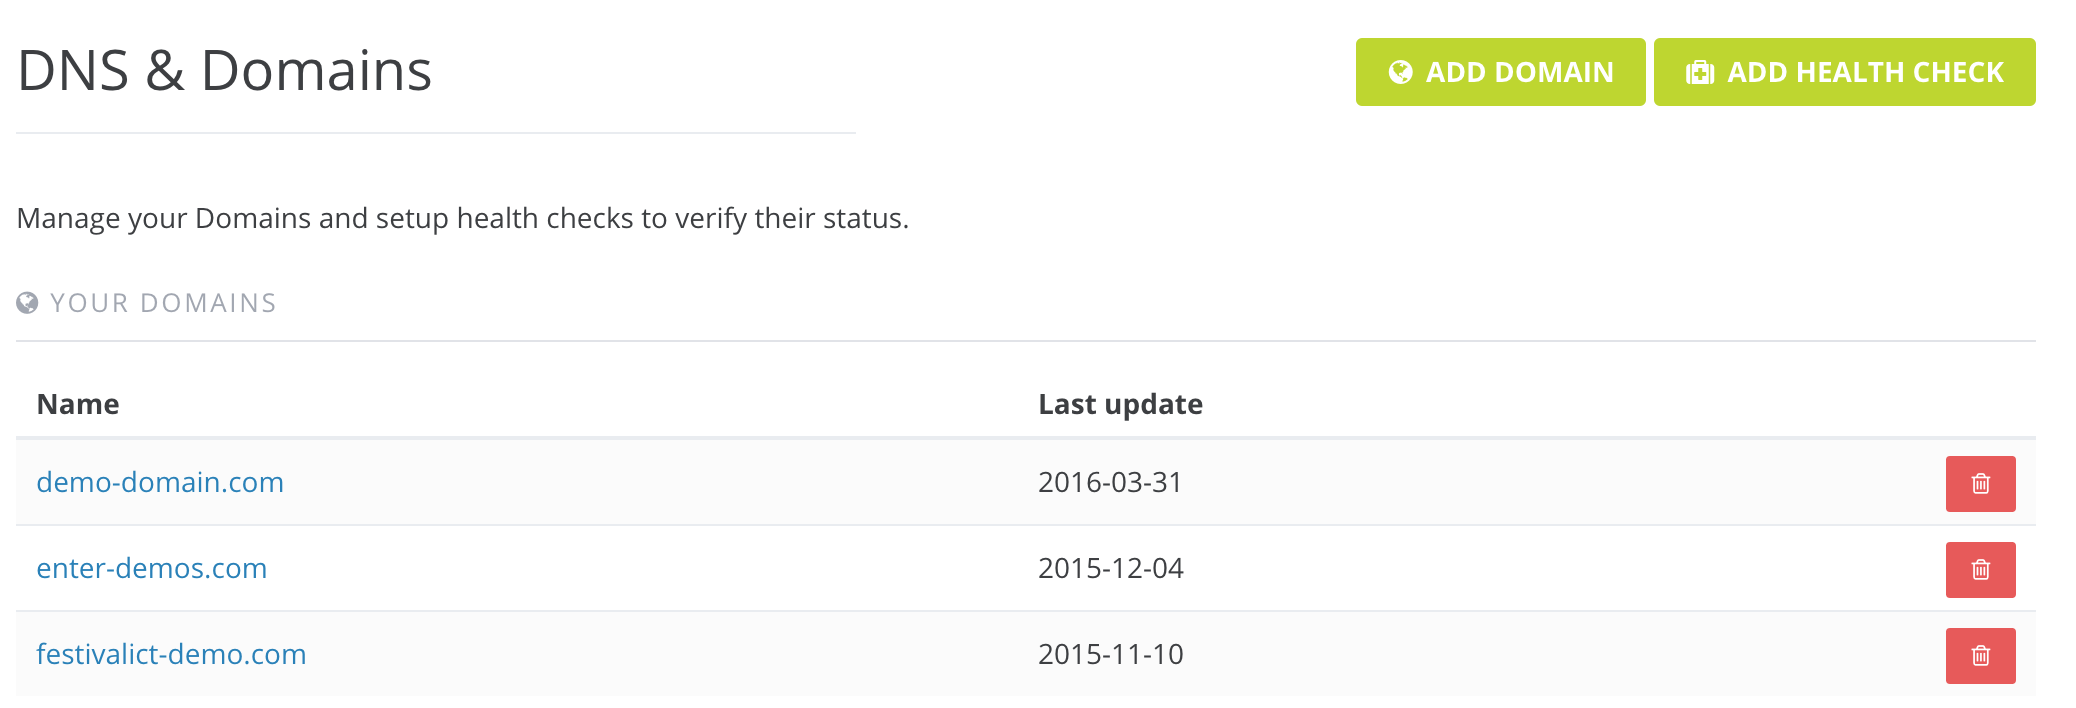 DNS & Domains
ADD DOMAIN ADD HEALTH CHECK
Manage your Domains and setup health checks to verify their status.
YOUR DOMAINS
Name Last update
demo-domain.com 2016-03-31
enter-demos.com 2015-12-04
festivalict-demo.com 2015-11-10